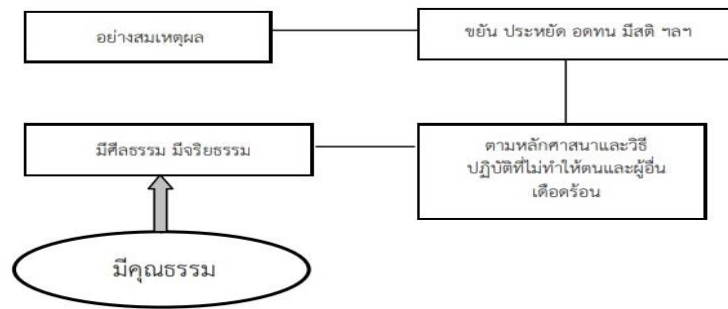 อย่างสมเหตุผล
ขยัน ประหยัด อดทน มีสติ ฯลฯ
มีศีลธรรม มีจริยธรรม
ตามหลักศาสนาและวิธี
ปฏิบัติที่ไม่ทำให้ตนและผู้อื่น
เดือดร้อน
มีคุณธรรม